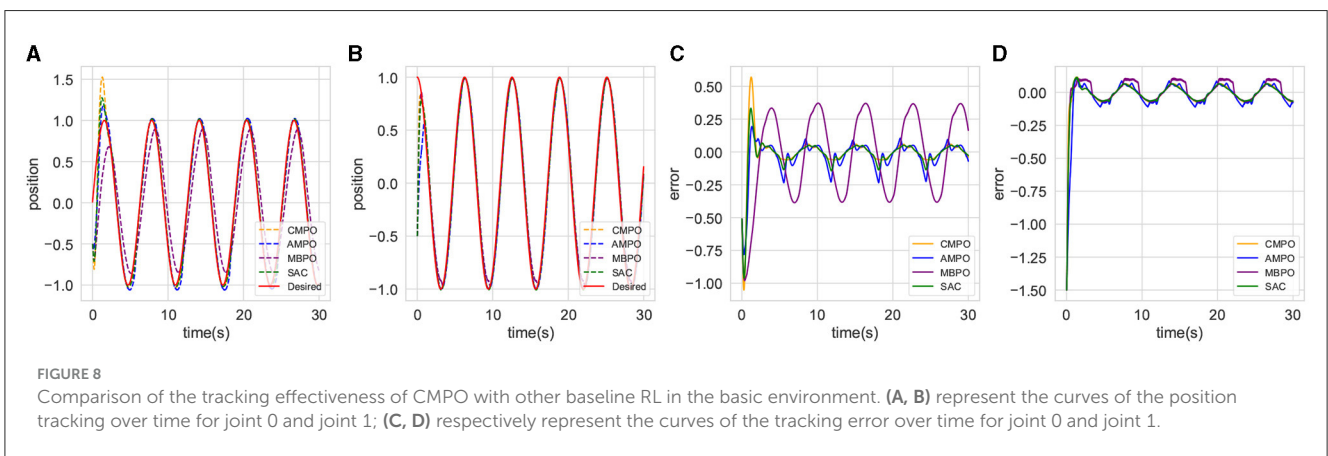 A
1.5
1.0
0.5
0.0
−0.5
−1.0
position
0
10
20
30
time(s)
CMPO
AMPO
MBPO
SAC
Desired
B
1.0
0.5
0.0
−0.5
−1.0
position
0
10
20
30
time(s)
CMPO
AMPO
MBPO
SAC
Desired
C
0.50
0.25
0.00
−0.25
−0.50
−0.75
−1.00
error
0
10
20
30
time(s)
CMPO
AMPO
MBPO
SAC
D
0.00
−0.25
−0.50
−0.75
−1.00
−1.25
−1.50
error
0
10
20
30
time(s)
CMPO
AMPO
MBPO
SAC
FIGURE 8
Comparison of the tracking effectiveness of CMPO with other baseline RL in the basic environment. (A, B) represent the curves of the position
tracking over time for joint 0 and joint 1; (C, D) respectively represent the curves of the tracking error over time for joint 0 and joint 1.